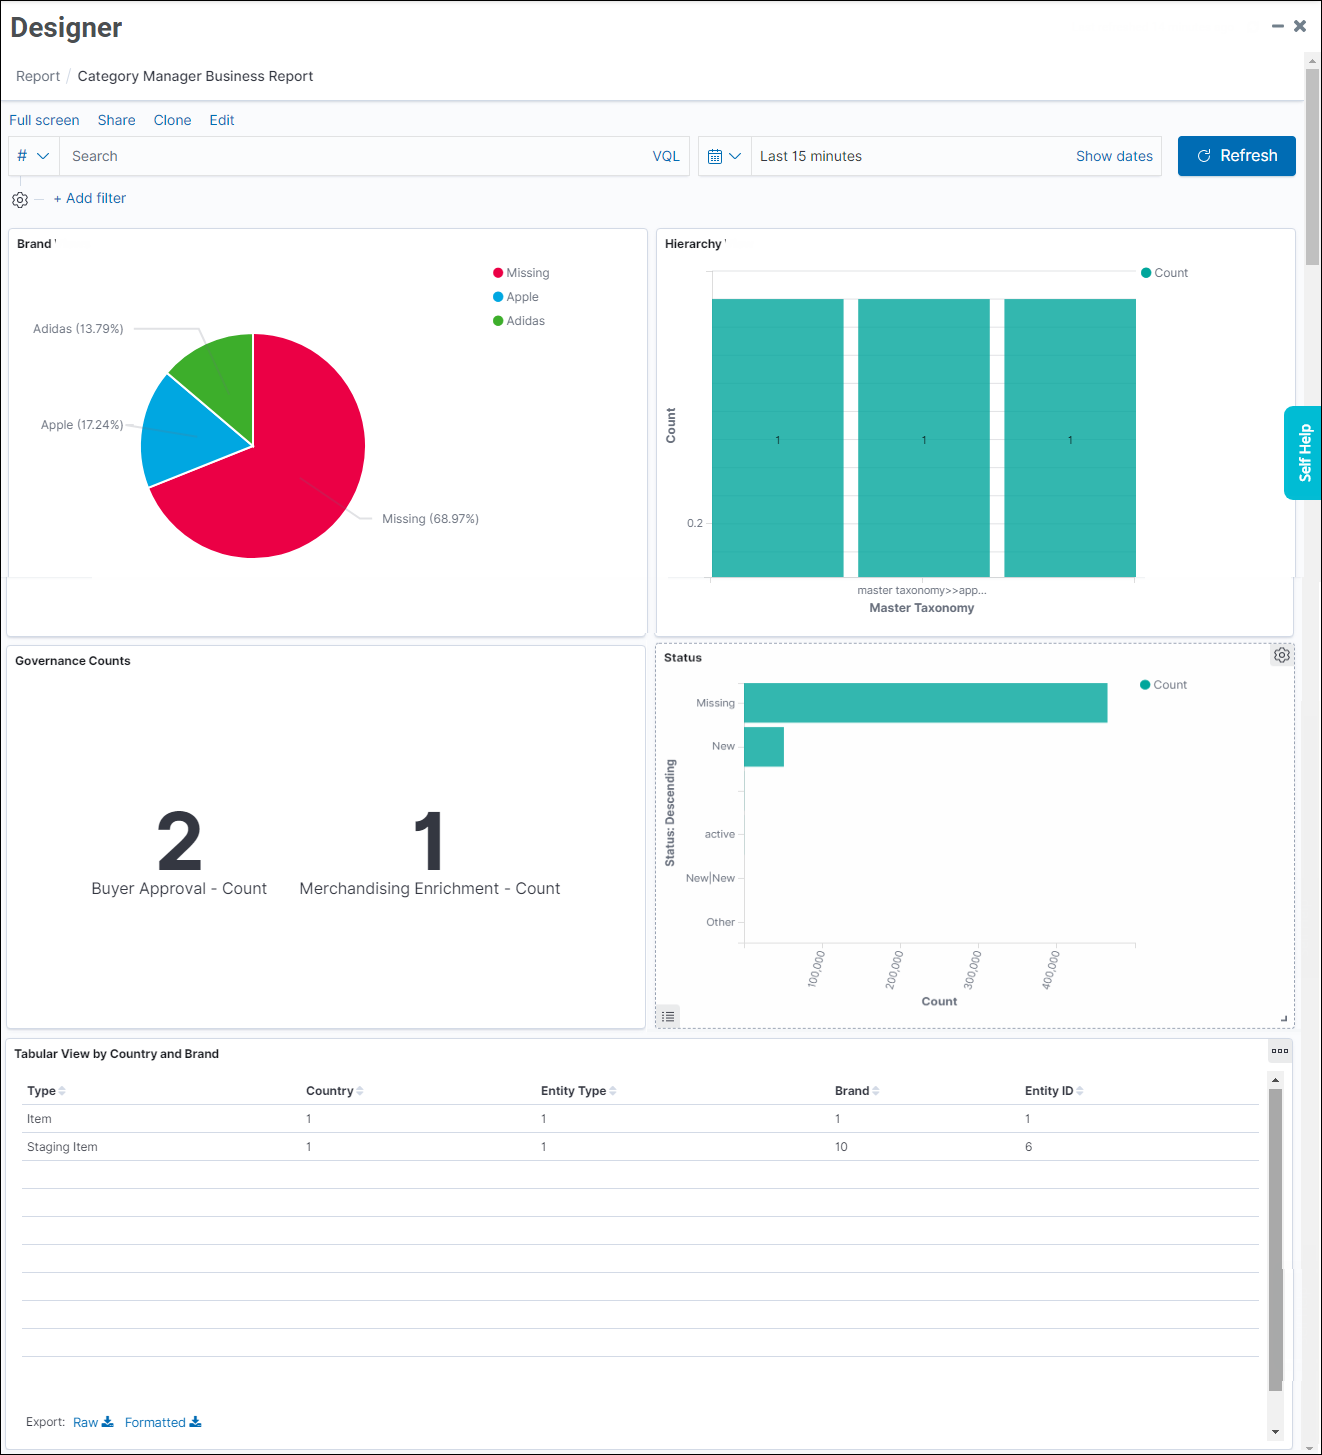 Designer
Report / Category Manager Business Report
Full screen Share Clone Edit
# Search VQL Last 15 minutes Show dates Refresh
+ Add filter
Brand
Missing
Apple
Adidas
Adidas (13.79%)
Apple (17.24%)
Missing (68.97%)
Hierarchy
Count
Count
1 1 1
0.2
master taxonomy>>app...
Master Taxonomy
Self Help
Governance Counts
2 1
Buyer Approval - Count Merchandising Enrichment - Count
Status
Count
Status: Descending
Missing
New
active
New|New
Other
100,000 200,000 300,000 400,000
Count
Tabular View by Country and Brand
Type Country Entity Type Brand Entity ID
Item 1 1 1 1
Staging Item 1 1 10 6
Export: Raw Formatted